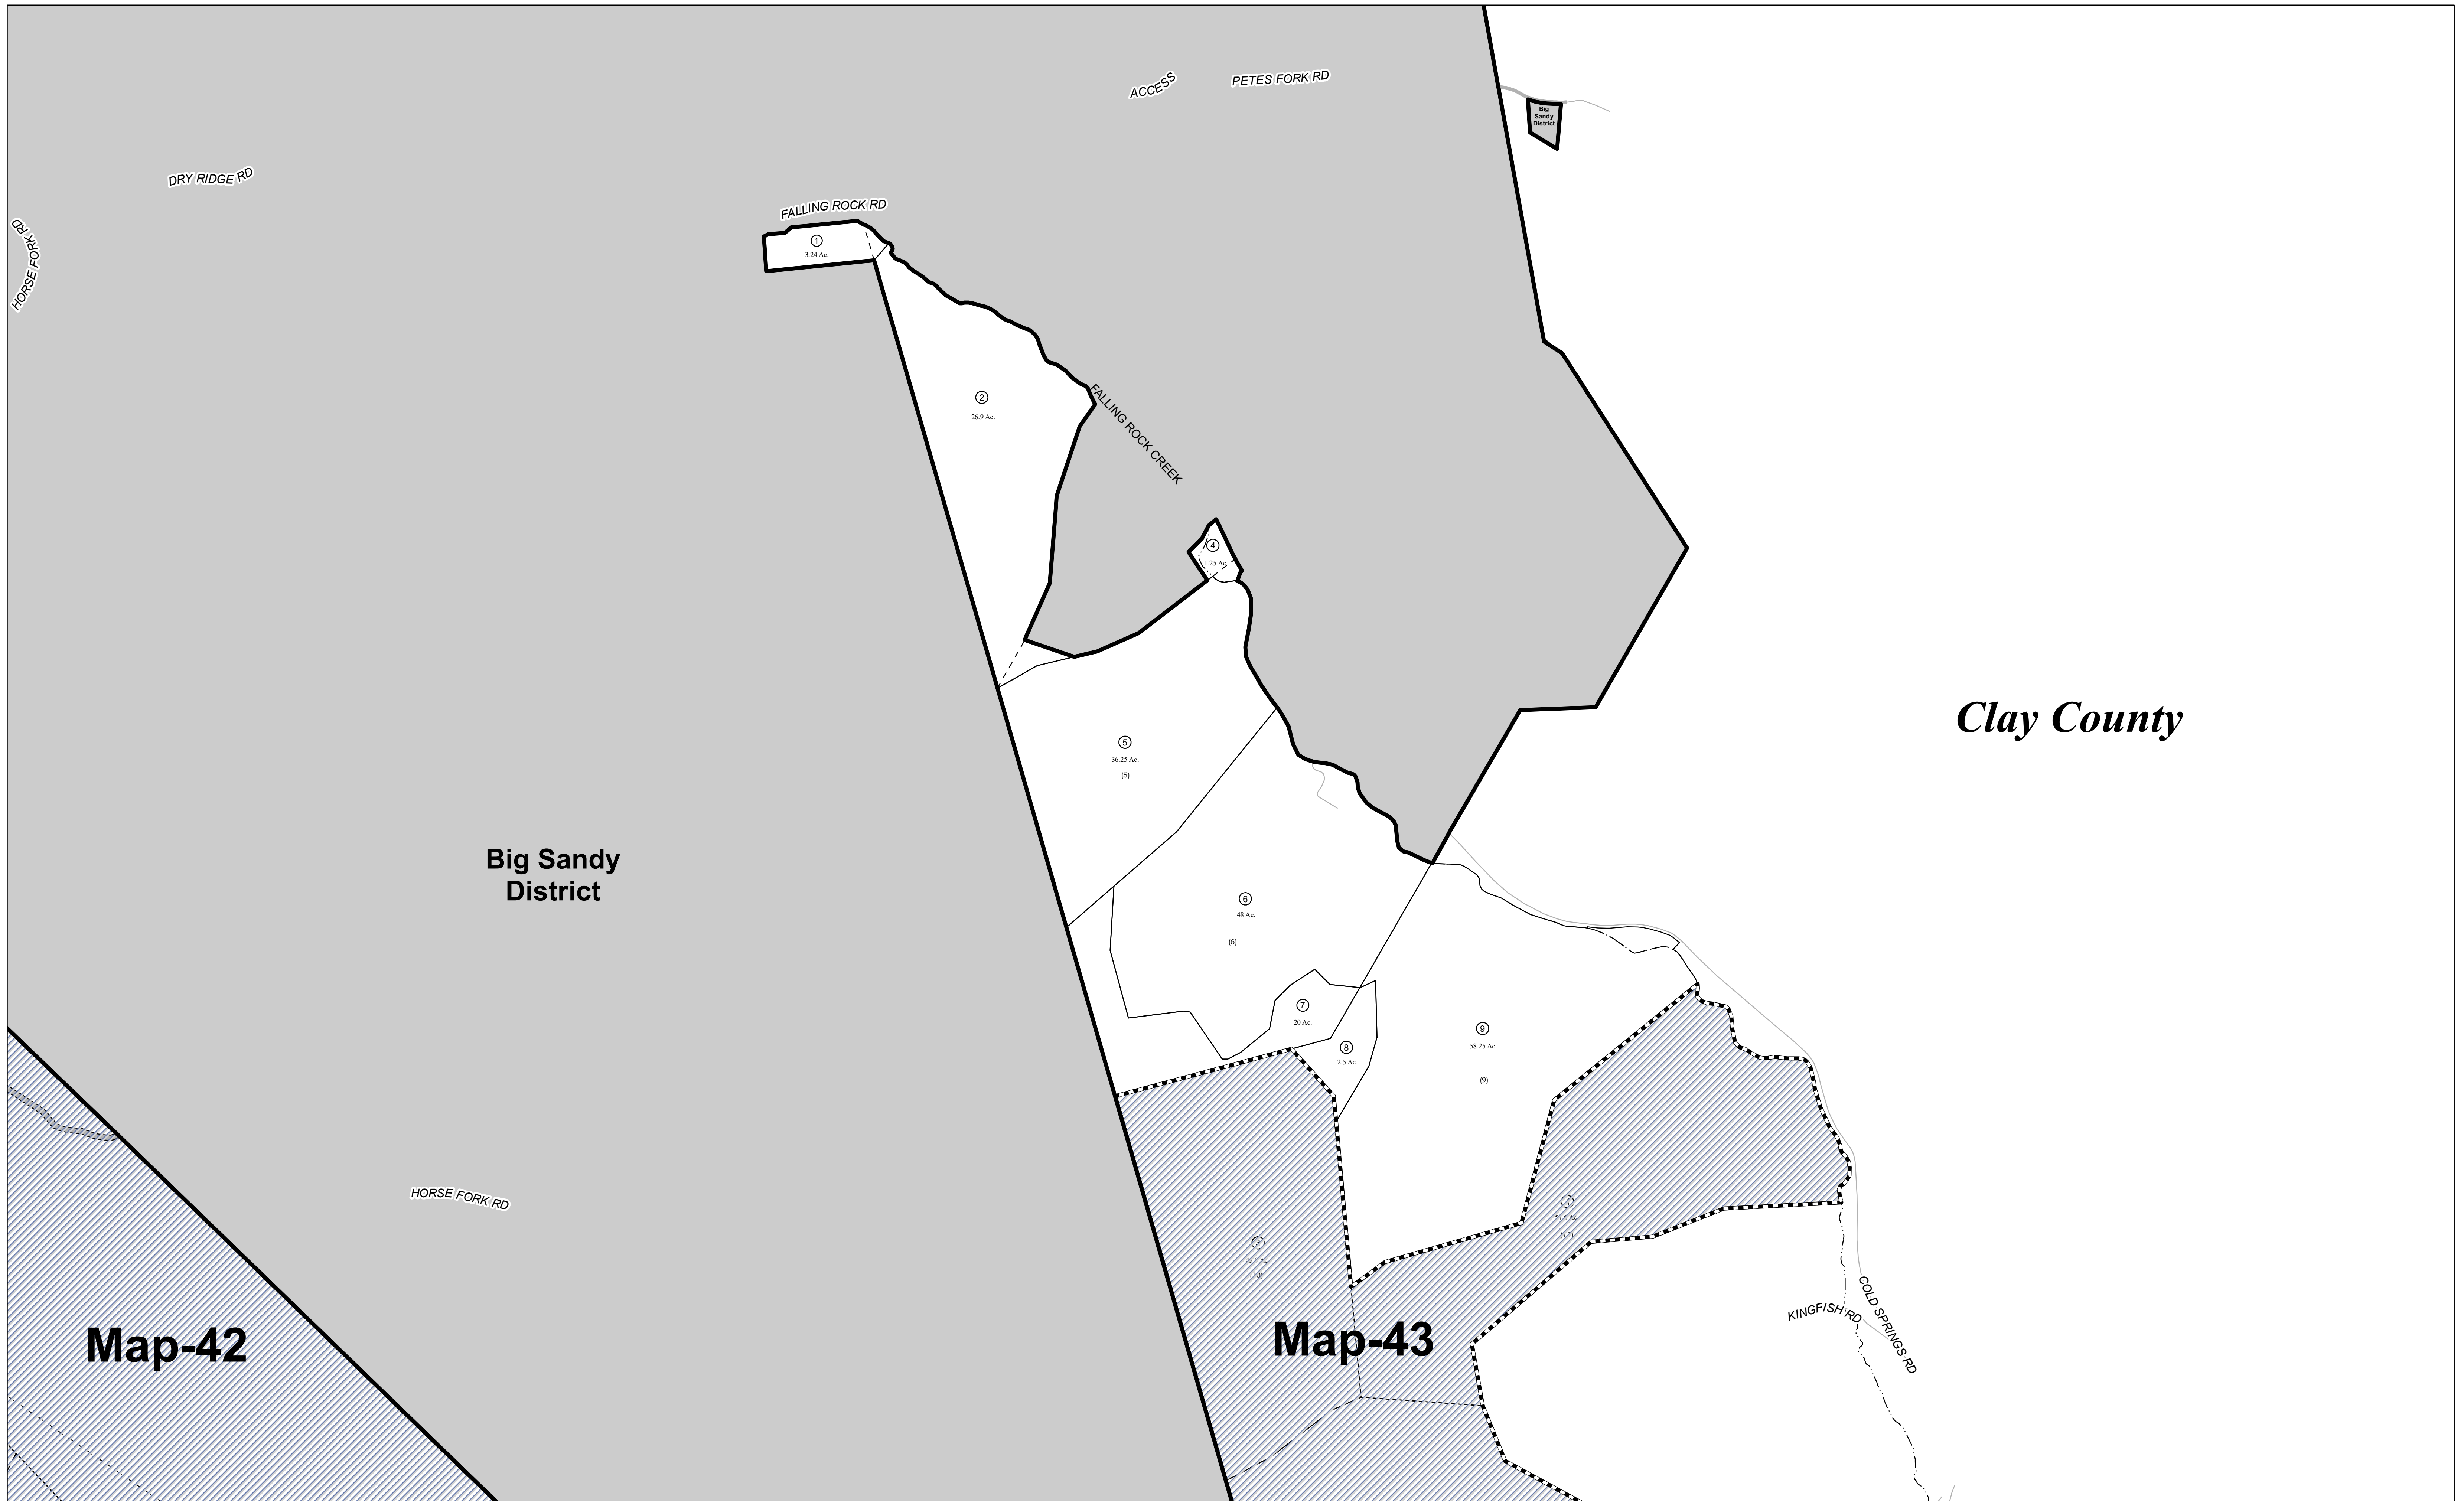 ACCESS
PETES FORK RD
Big
Sandy
District
DRY RIDGE RD
HORSE FORK RD
FALLING ROCK RD
1
3.24 Ac.
2
26.9 Ac.
FALLING ROCK CREEK
4
1.25 Ac.
Clay County
5
36.25 Ac.
(5)
Big Sandy
District
6
48 Ac.
(6)
7
20 Ac.
8
2.5 Ac.
9
58.25 Ac.
(9)
HORSE FORK RD
Map-42
Map-43
KINGFISH RD
COLD SPRINGS RD